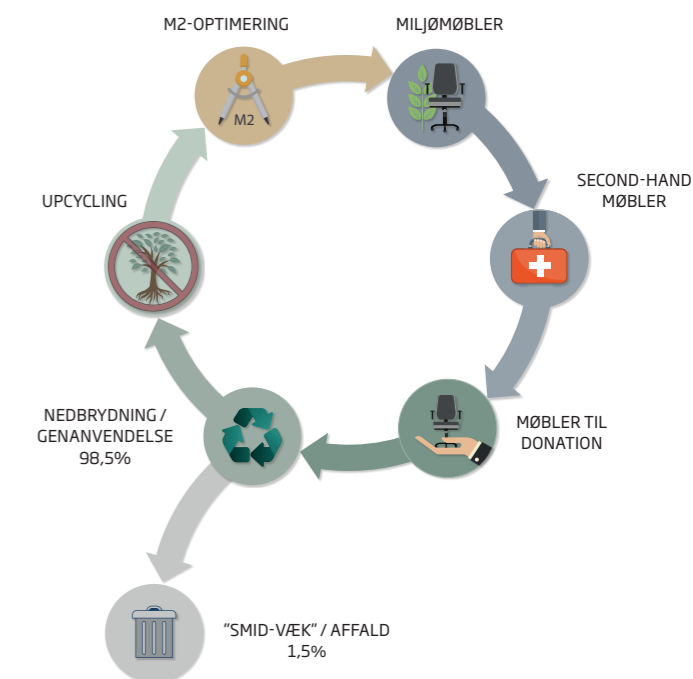 M2-OPTIMERING
MILJØMØBLER
M2
SECOND-HAND
MØBLER
UPCYCLING
MØBLER TIL
DONATION
NEDBRYDNING /
GENANVENDELSE
98,5%
”SMID-VÆK” / AFFALD
1,5%